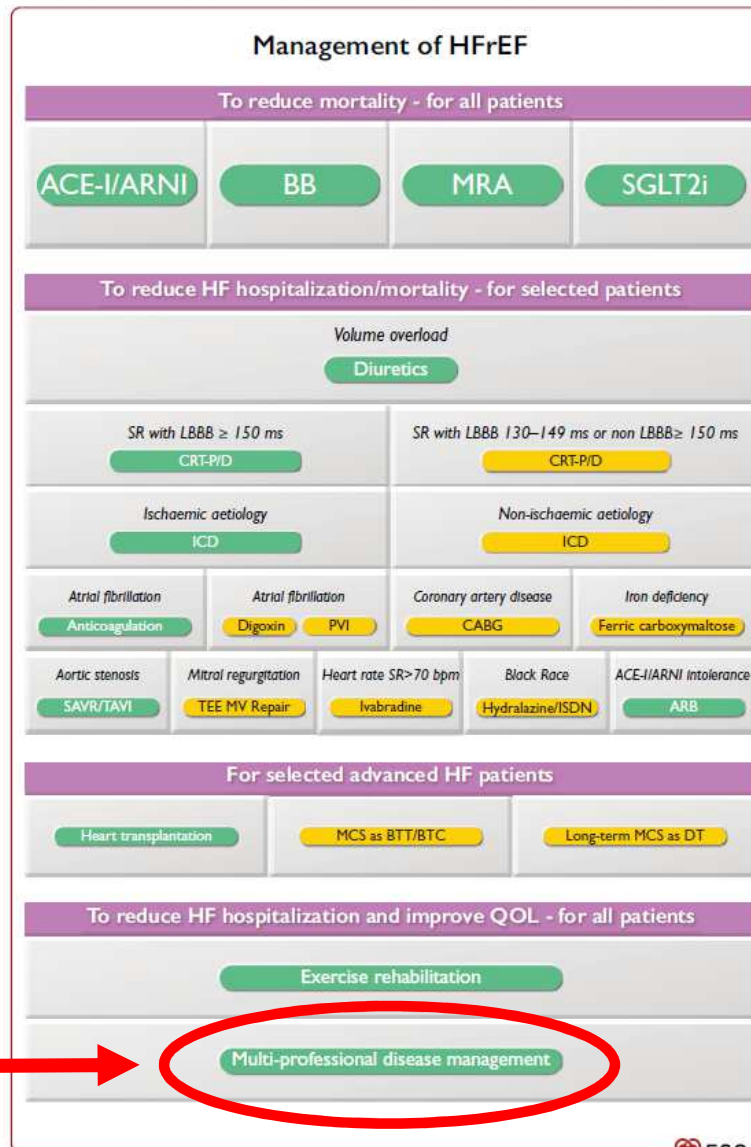 Management of HFrEF
To reduce mortality - for all patients
ACE-I/ARNI BB MRA SGLT2i
To reduce HF hospitalization/mortality - for selected patients
Volume overload
Diuretics
SR with LBBB ≥ 150 ms SR with LBBB 130–149 ms or non LBBB≥ 150 ms
CRT-P/D CRT-P/D
Ischaemic aetiology Non-ischaemic aetiology
ICD ICD
Atrial fibrillation Atrial fibrillation Coronary artery disease Iron deficiency
Anticoagulation Digoxin PVI CABG Ferric carboxymaltose
Aortic stenosis Mitral regurgitation Heart rate SR>70 bpm Black Race ACE-I/ARNI intolerance
SAVR/TAVI TEE MV Repair Ivabradine Hydralazine/ISDN ARB
For selected advanced HF patients
Heart transplantation MCS as BTT/BTC Long-term MCS as DT
To reduce HF hospitalization and improve QOL - for all patients
Exercise rehabilitation
Multi-professional disease management